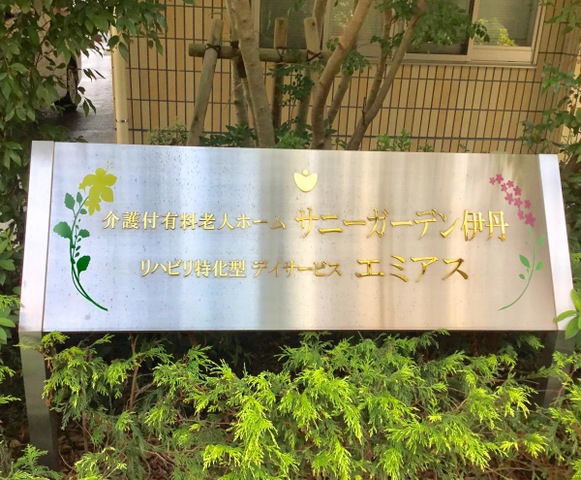 介護付有料老人ホーム サニーガーデン伊丹
リハビリ特化型 デイサービス エミアス